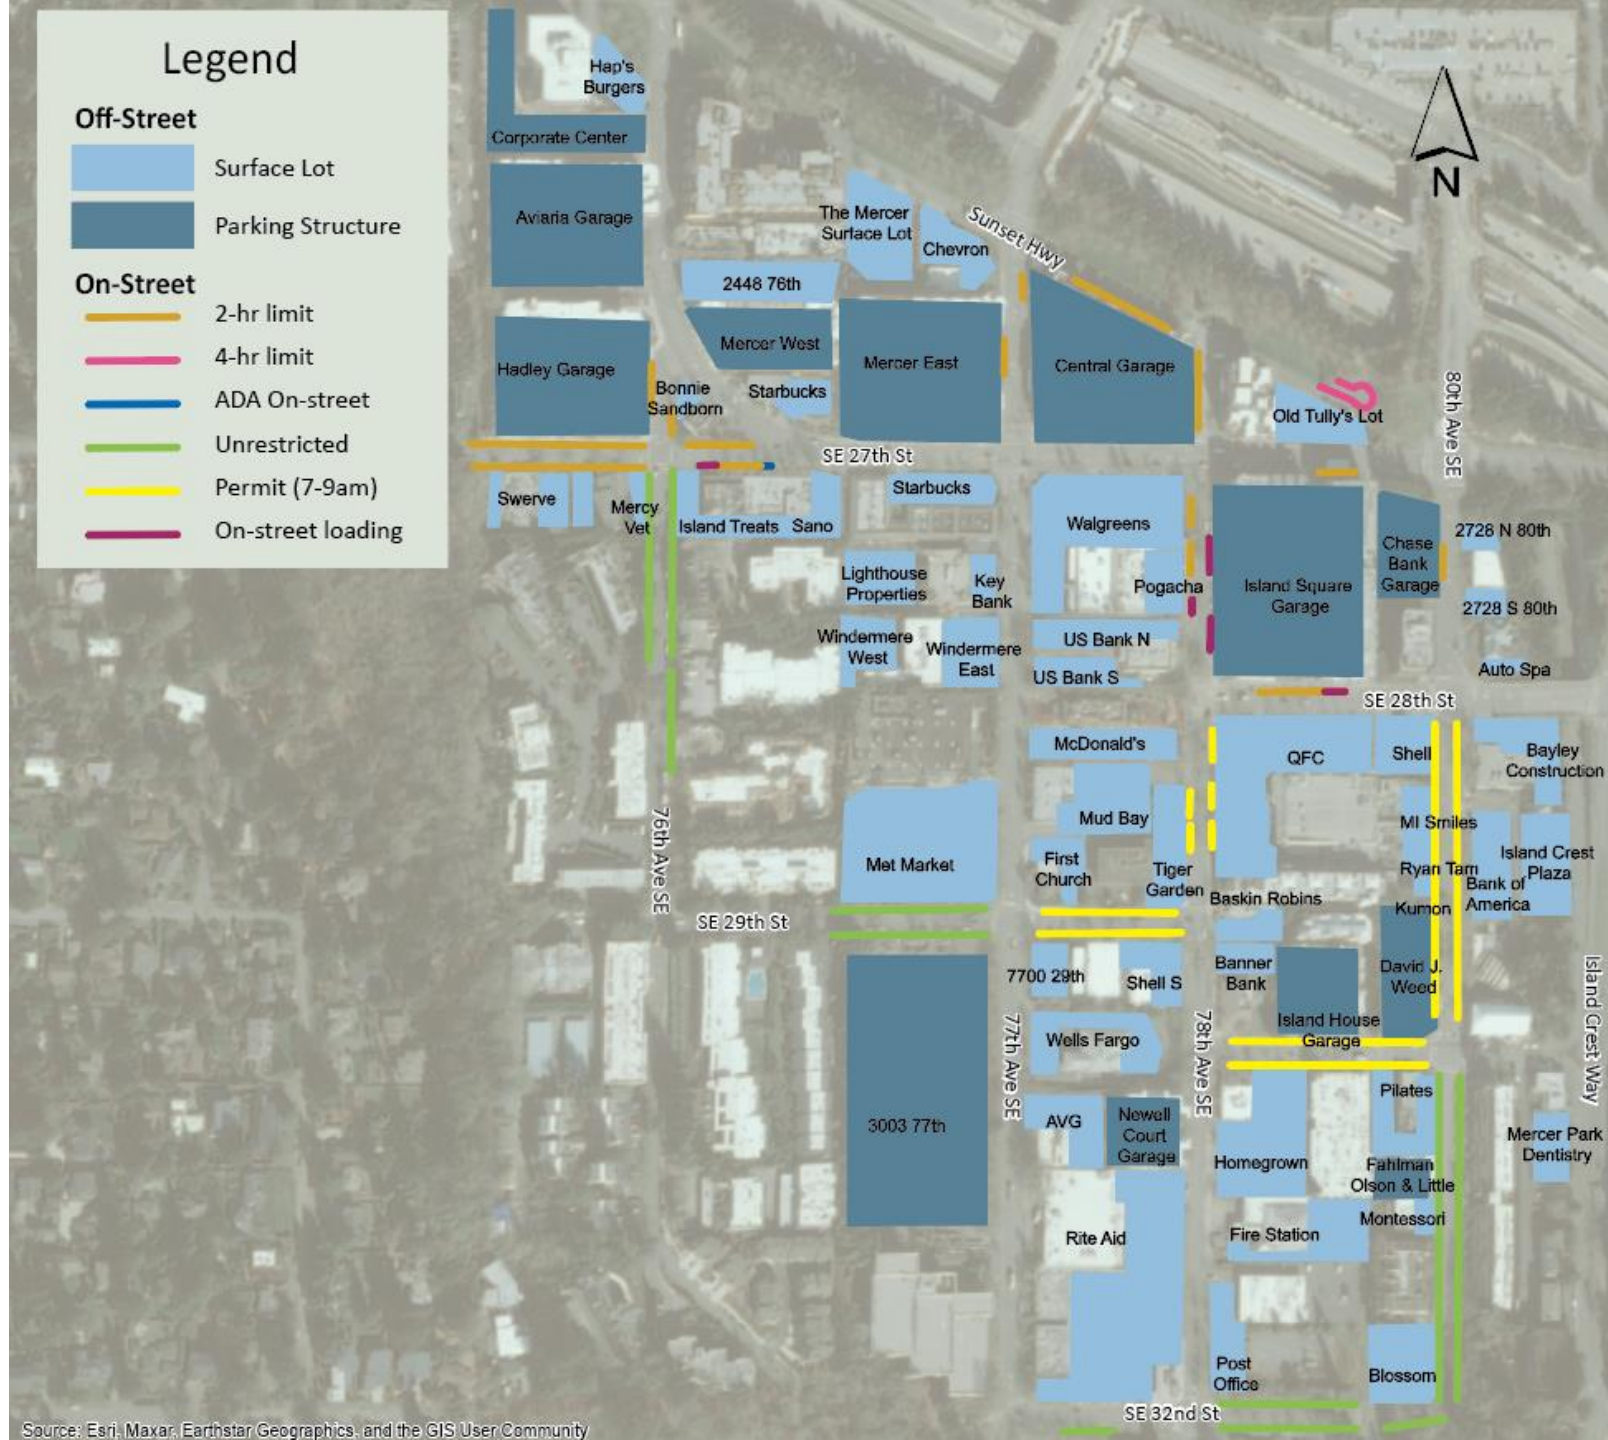 Legend
Off-Street
Surface Lot
Parking Structure
On-Street
2-hr limit
4-hr limit
ADA On-street
Unrestricted
Permit (7-9am)
On-street loading
N
Hap's
Burgers
Corporate Center
Aviaria Garage
The Mercer
Surface Lot
Chevron
Sunset Hwy
2448 76th
Mercer West
Hadley Garage
Mercer East
Central Garage
Bonnie
Sandborn
Starbucks
Old Tully's Lot
80th Ave SE
SE 27th St
Swerve
Mercy
Vet
Island Treats
Sano
Starbucks
Walgreens
Chase
Bank
Garage
2728 N 80th
Lighthouse
Properties
Key
Bank
Pogacha
Island Square
Garage
2728 S 80th
Windermere
West
Windermere
East
US Bank N
US Bank S
Auto Spa
SE 28th St
McDonald's
QFC
Shell
Bayley
Construction
Mud Bay
MI Smiles
Met Market
First
Church
Tiger
Garden
Baskin Robins
Ryan Tarn
Island Crest
Plaza
Bank of
America
Kumon
76th Ave SE
SE 29th St
7700 29th
Shell S
Banner
Bank
David J.
Weed
Island Crest Way
77th Ave SE
Wells Fargo
78th Ave SE
Island House
Garage
3003 77th
AVG
Newell
Court
Garage
Pilates
Homegrown
Fahlman
Olson & Little
Mercer Park
Dentistry
Montessori
Rite Aid
Fire Station
Post
Office
Blossom
SE 32nd St
Source: Esri, Maxar, Earthstar Geographics, and the GIS User Community